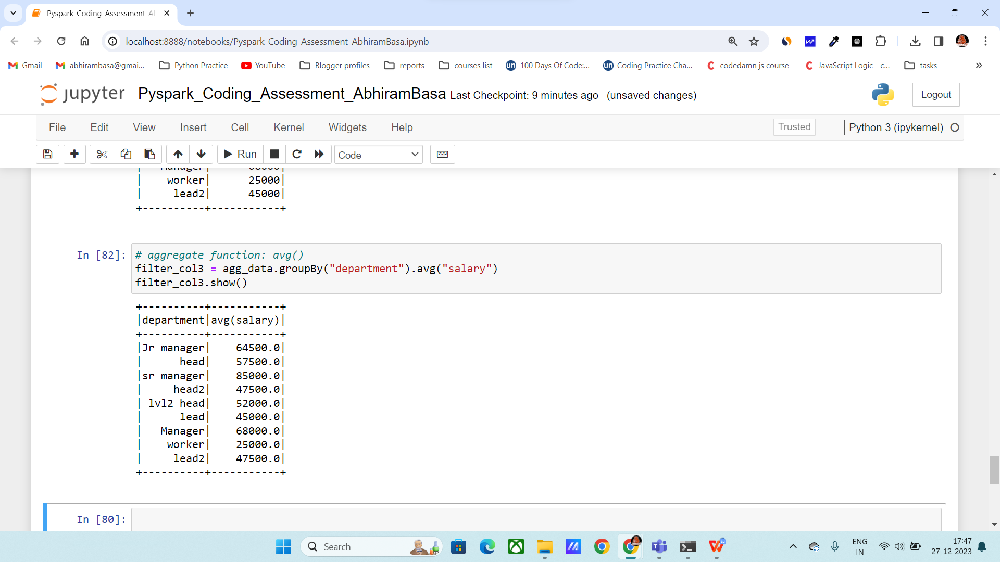 Pyspark_Coding_Assessment_Al
localhost:8888/notebooks/Pyspark_Coding_Assessment_AbhiramBasa.ipynb
Gmail abhirambasa@gmai... Python Practice YouTube Blogger profiles reports courses list un 100 Days Of Code:... un Coding Practice Cha... codedamn js course JavaScript Logic - c... tasks »
jupyter Pyspark_Coding_Assessment_AbhiramBasa Last Checkpoint: 9 minutes ago (unsaved changes) Logout
File Edit View Insert Cell Kernel Widgets Help Trusted Python 3 (ipykernel)
Run Code
| Manager| 68000|
| worker| 25000|
| lead2| 45000|
+----------+-----------+
In [82]: # aggregate function: avg()
filter_col3 = agg_data.groupBy("department").avg("salary")
filter_col3.show()
+----------+-----------+
|department|avg(salary)|
+----------+-----------+
|Jr manager| 64500.0|
| head| 57500.0|
|sr manager| 85000.0|
| head2| 47500.0|
| lvl2 head| 52000.0|
| lead| 45000.0|
| Manager| 68000.0|
| worker| 25000.0|
| lead2| 47500.0|
+----------+-----------+
In [80]:
Search ENG 17:47
IN 27-12-2023